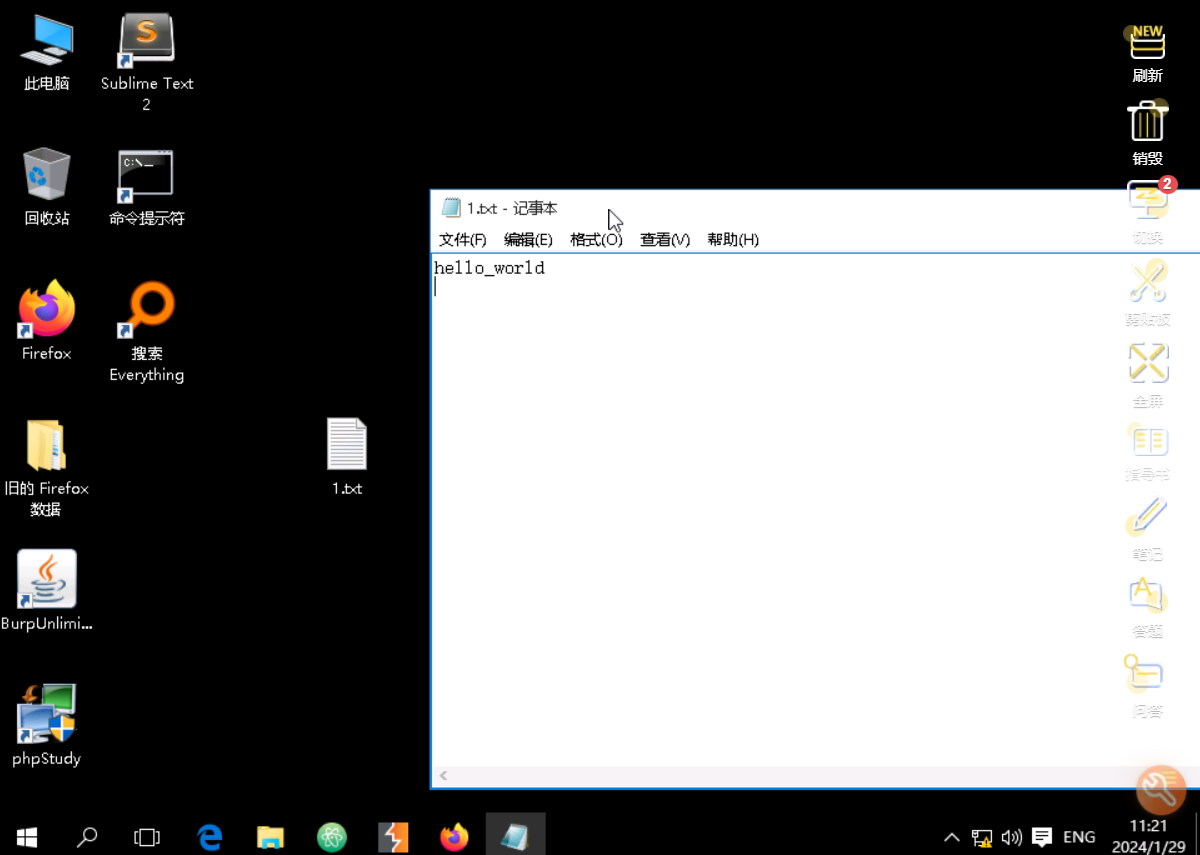 此电脑
Sublime Text
2
回收站
命令提示符
Firefox
搜索
Everything
旧的 Firefox
数据
1.txt
BurpUnlimi...
phpStudy
1.txt - 记事本
文件(F) 编辑(E) 格式(O) 查看(V) 帮助(H)
hello_world
NEW
刷新
销毁
2
切换
剪贴板
全屏
指导书
笔记
答题
问答
ENG
11:21
2024/1/29